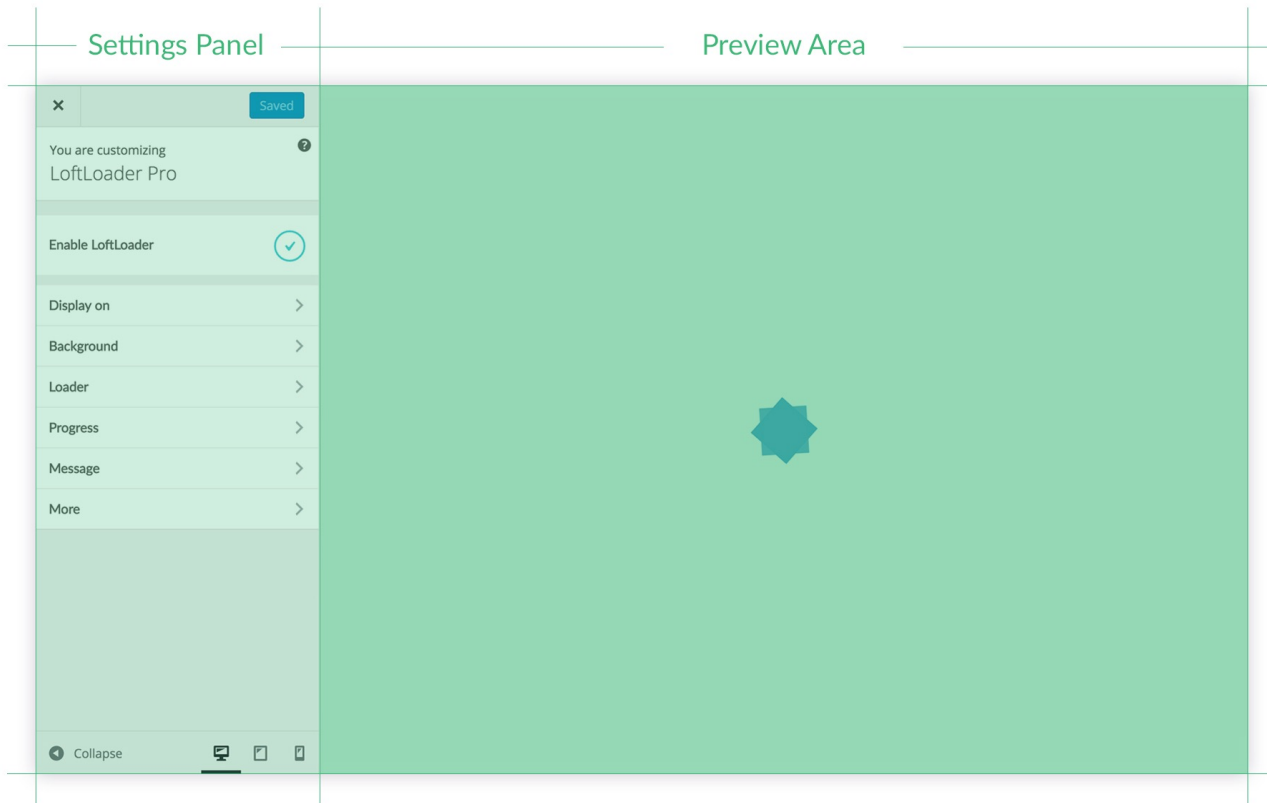 Settings Panel
Preview Area
Saved
You are customizing
LoftLoader Pro
Enable LoftLoader
Display on
Background
Loader
Progress
Message
More
Collapse